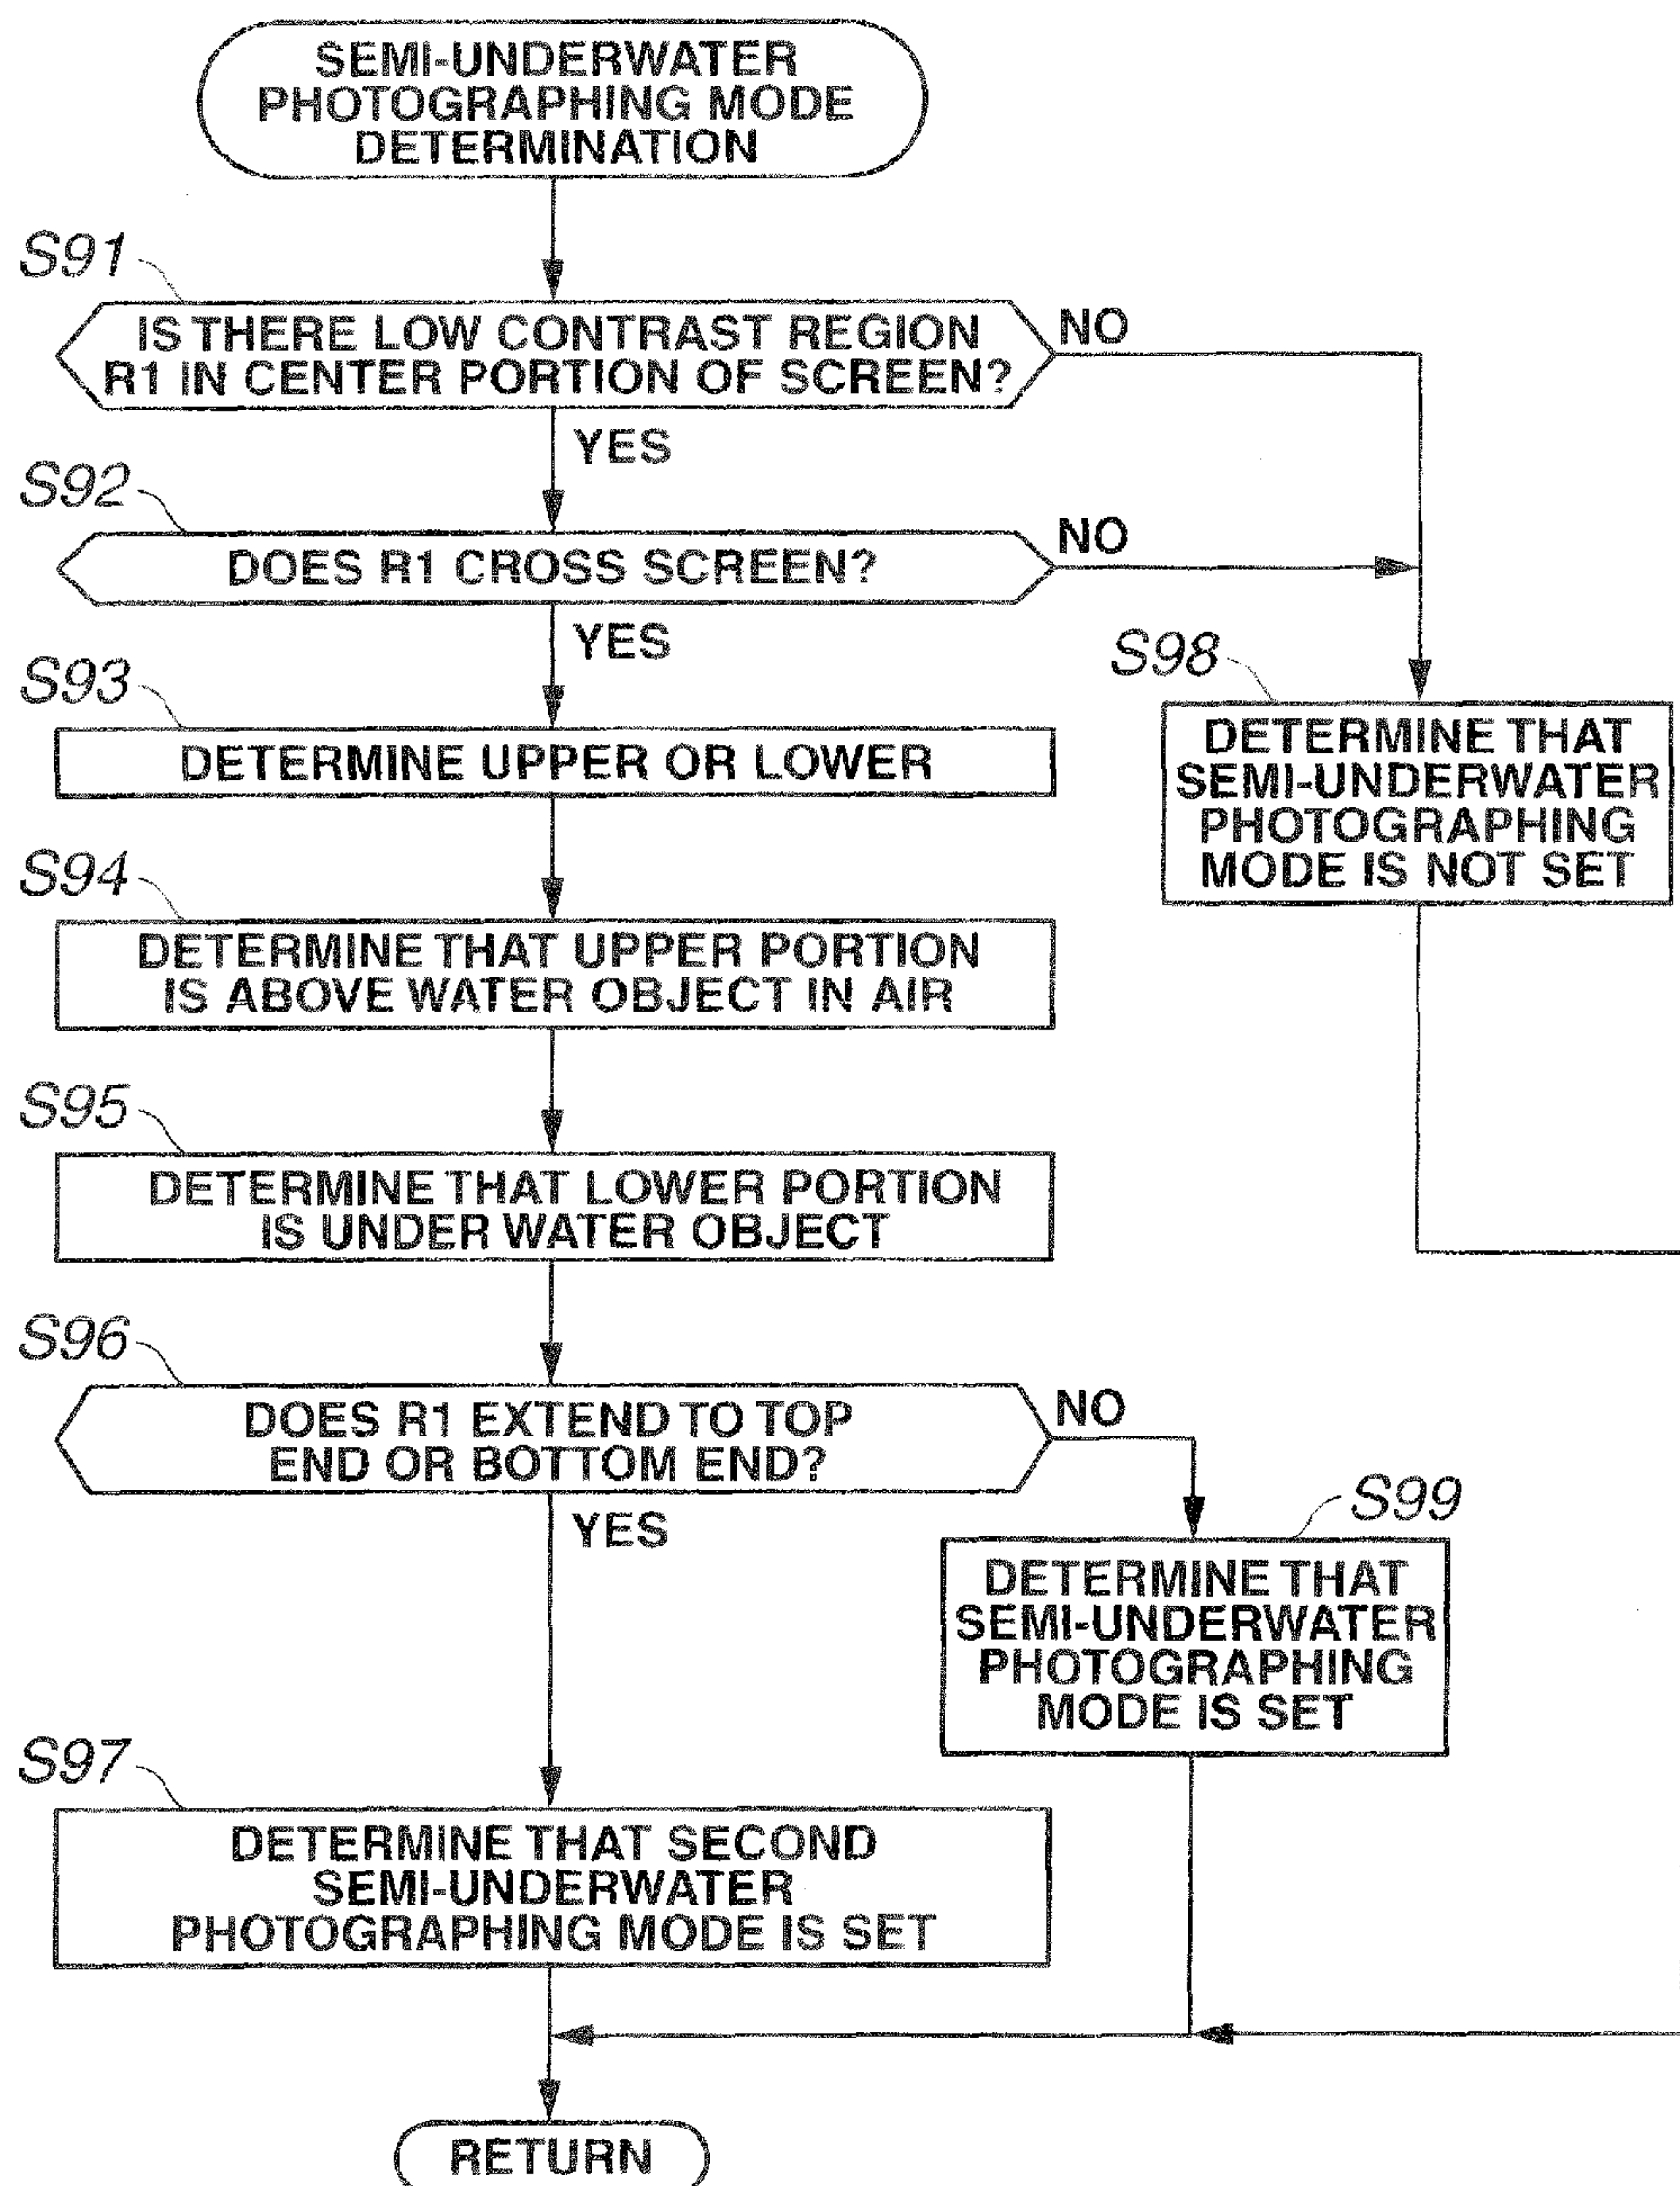 SEMI-UNDERWATER
PHOTOGRAPHING MODE
DETERMINATION
S91
IS THERE LOW CONTRAST REGION
R1 IN CENTER PORTION OF SCREEN?
NO
YES
S92
DOES R1 CROSS SCREEN?
NO
YES
S93
DETERMINE UPPER OR LOWER
S98
DETERMINE THAT
SEMI-UNDERWATER
PHOTOGRAPHING
MODE IS NOT SET
S94
DETERMINE THAT UPPER PORTION
IS ABOVE WATER OBJECT IN AIR
S95
DETERMINE THAT LOWER PORTION
IS UNDER WATER OBJECT
S96
DOES R1 EXTEND TO TOP
END OR BOTTOM END?
NO
YES
S99
DETERMINE THAT
SEMI-UNDERWATER
PHOTOGRAPHING
MODE IS SET
S97
DETERMINE THAT SECOND
SEMI-UNDERWATER
PHOTOGRAPHING MODE IS SET
RETURN